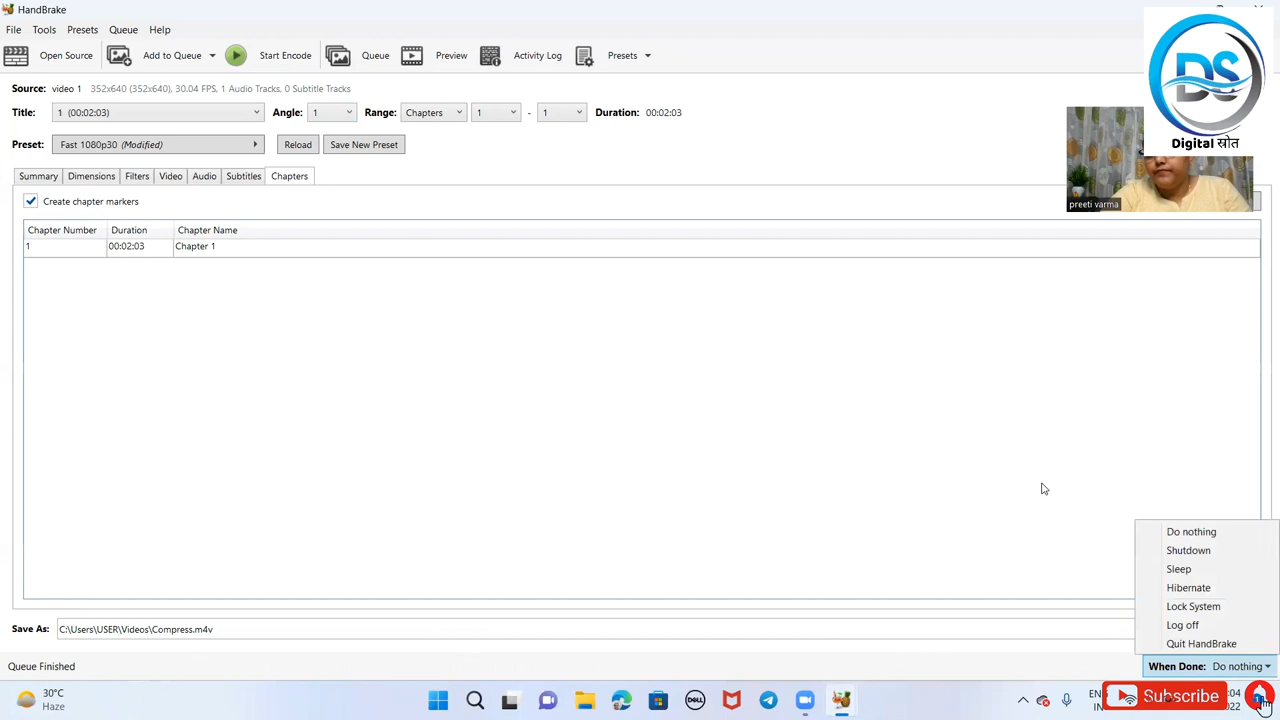 HandBrake
File Tools Presets Queue Help
Open Source Add to Queue Start Encode Queue Preview Activity Log Presets
Source: video 1 352x640 (352x640), 30.04 FPS, 1 Audio Tracks, 0 Subtitle Tracks
Title: 1 (00:02:03) Angle: 1 Range: Chapters 1 - 1 Duration: 00:02:03
Preset: Fast 1080p30 (Modified) Reload Save New Preset
DS
Digital स्रोत
preeti varma
Summary Dimensions Filters Video Audio Subtitles Chapters
Create chapter markers
Chapter Number Duration Chapter Name
1 00:02:03 Chapter 1
Do nothing
Shutdown
Sleep
Hibernate
Lock System
Log off
Quit HandBrake
Save As: C:\Users\USER\Videos\Compress.m4v
Queue Finished When Done: Do nothing
30°C
Haze
DELL
Subscribe